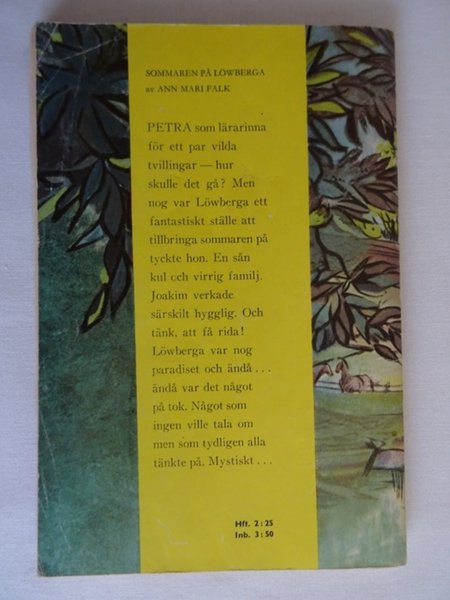 SOMMAREN PÅ LÖWBERGA
av ANN MARI FALK
PETRA som lärarinna
för ett par vilda
tvillingar — hur
skulle det gå? Men
nog var Löwberga ett
fantastiskt ställe att
tillbringa sommaren på
tyckte hon. En sån
kul och virrig familj.
Joakim verkade
särskilt hygglig. Och
tänk, att få rida!
Löwberga var nog
paradiset och ändå . . .
ändå var det något
på tok. Något som
ingen ville tala om
men som tydligen alla
tänkte på. Mystiskt . . .
Hft. 2:25
Inb. 3:50